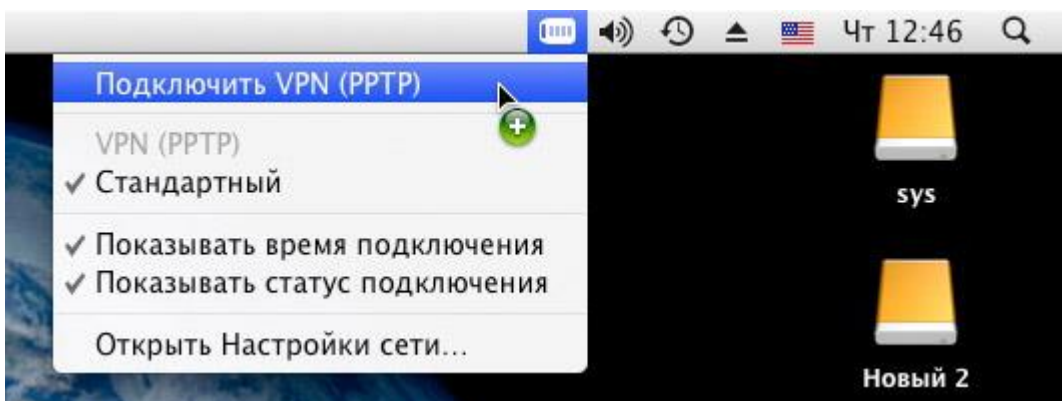 Чт 12:46
Подключить VPN (PPTP)
VPN (PPTP)
Стандартный
Показывать время подключения
Показывать статус подключения
Открыть Настройки сети...
sys
Новый 2